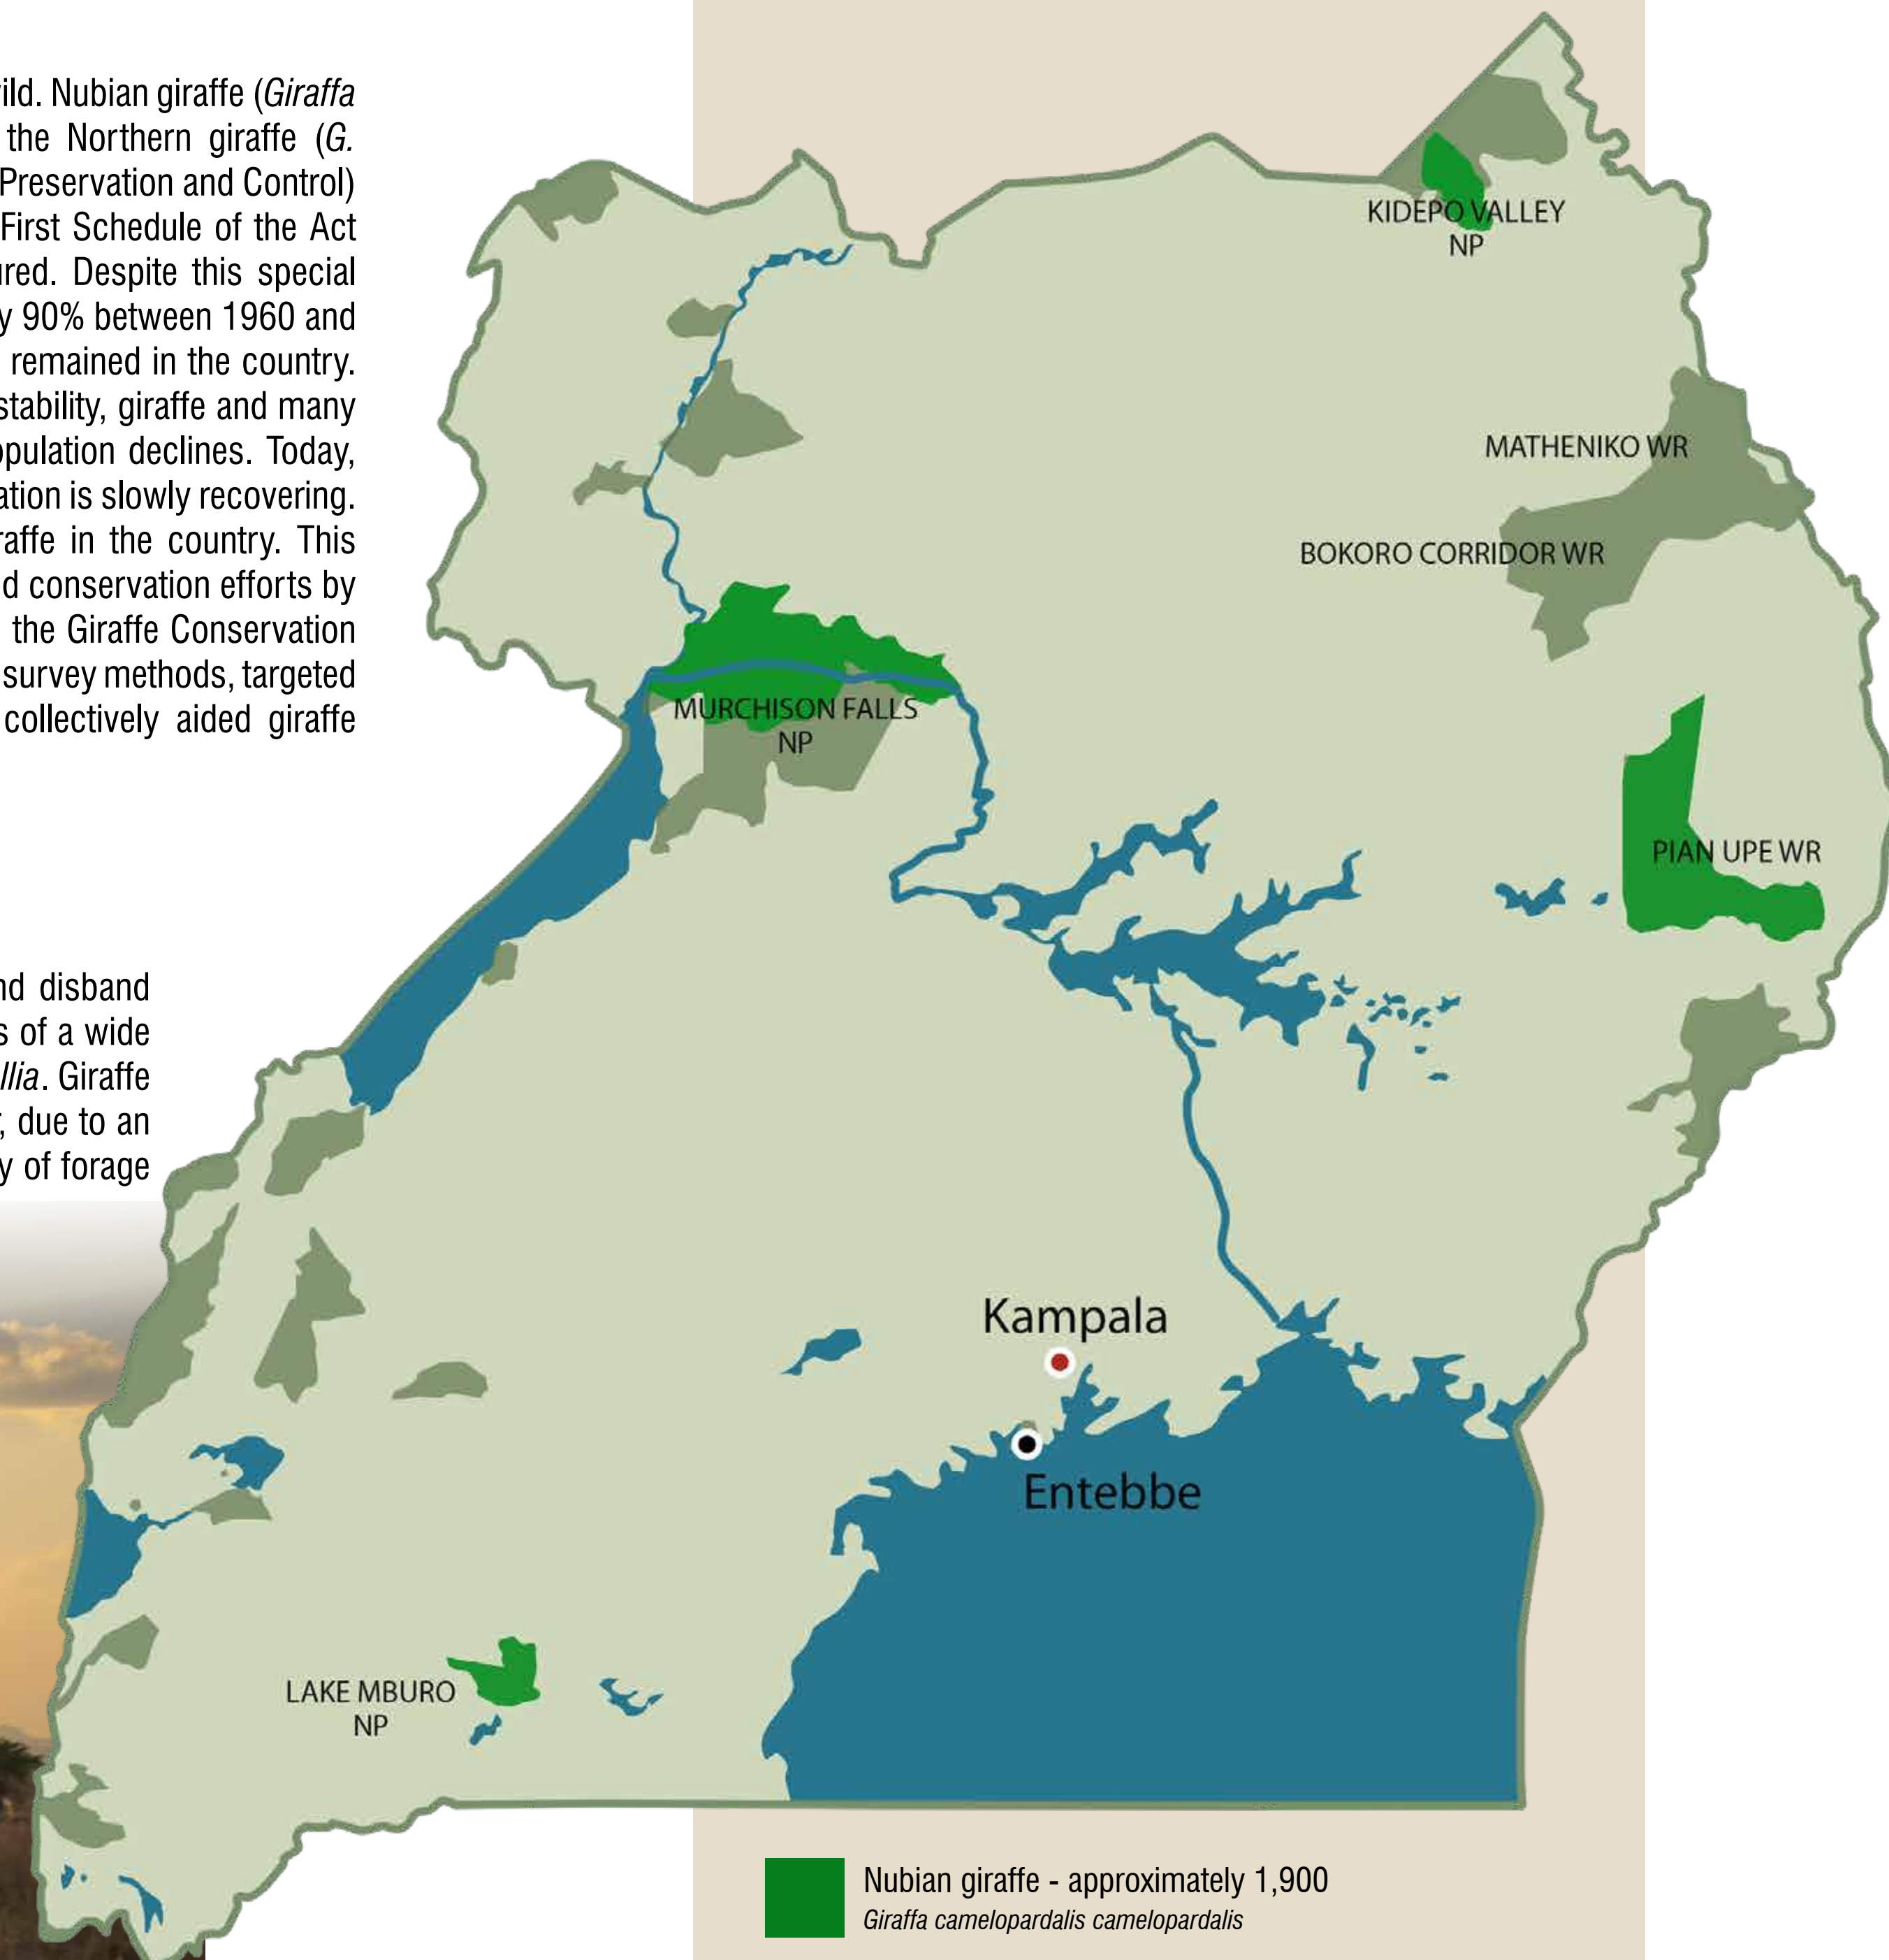 ild. Nubian giraffe (Giraffa
the Northern giraffe (G.
Preservation and Control)
First Schedule of the Act
ured. Despite this special
y 90% between 1960 and
remained in the country.
stability, giraffe and many
opulation declines. Today,
ation is slowly recovering.
raffe in the country. This
d conservation efforts by
the Giraffe Conservation
survey methods, targeted
collectively aided giraffe
nd disband
s of a wide
llia. Giraffe
, due to an
y of forage
KIDEPO VALLEY
NP
MATHENIKO WR
BOKORO CORRIDOR WR
MURCHISON FALLS
NP
PIAN UPE WR
Kampala
Entebbe
LAKE MBURO
NP
Nubian giraffe - approximately 1,900
Giraffa camelopardalis camelopardalis